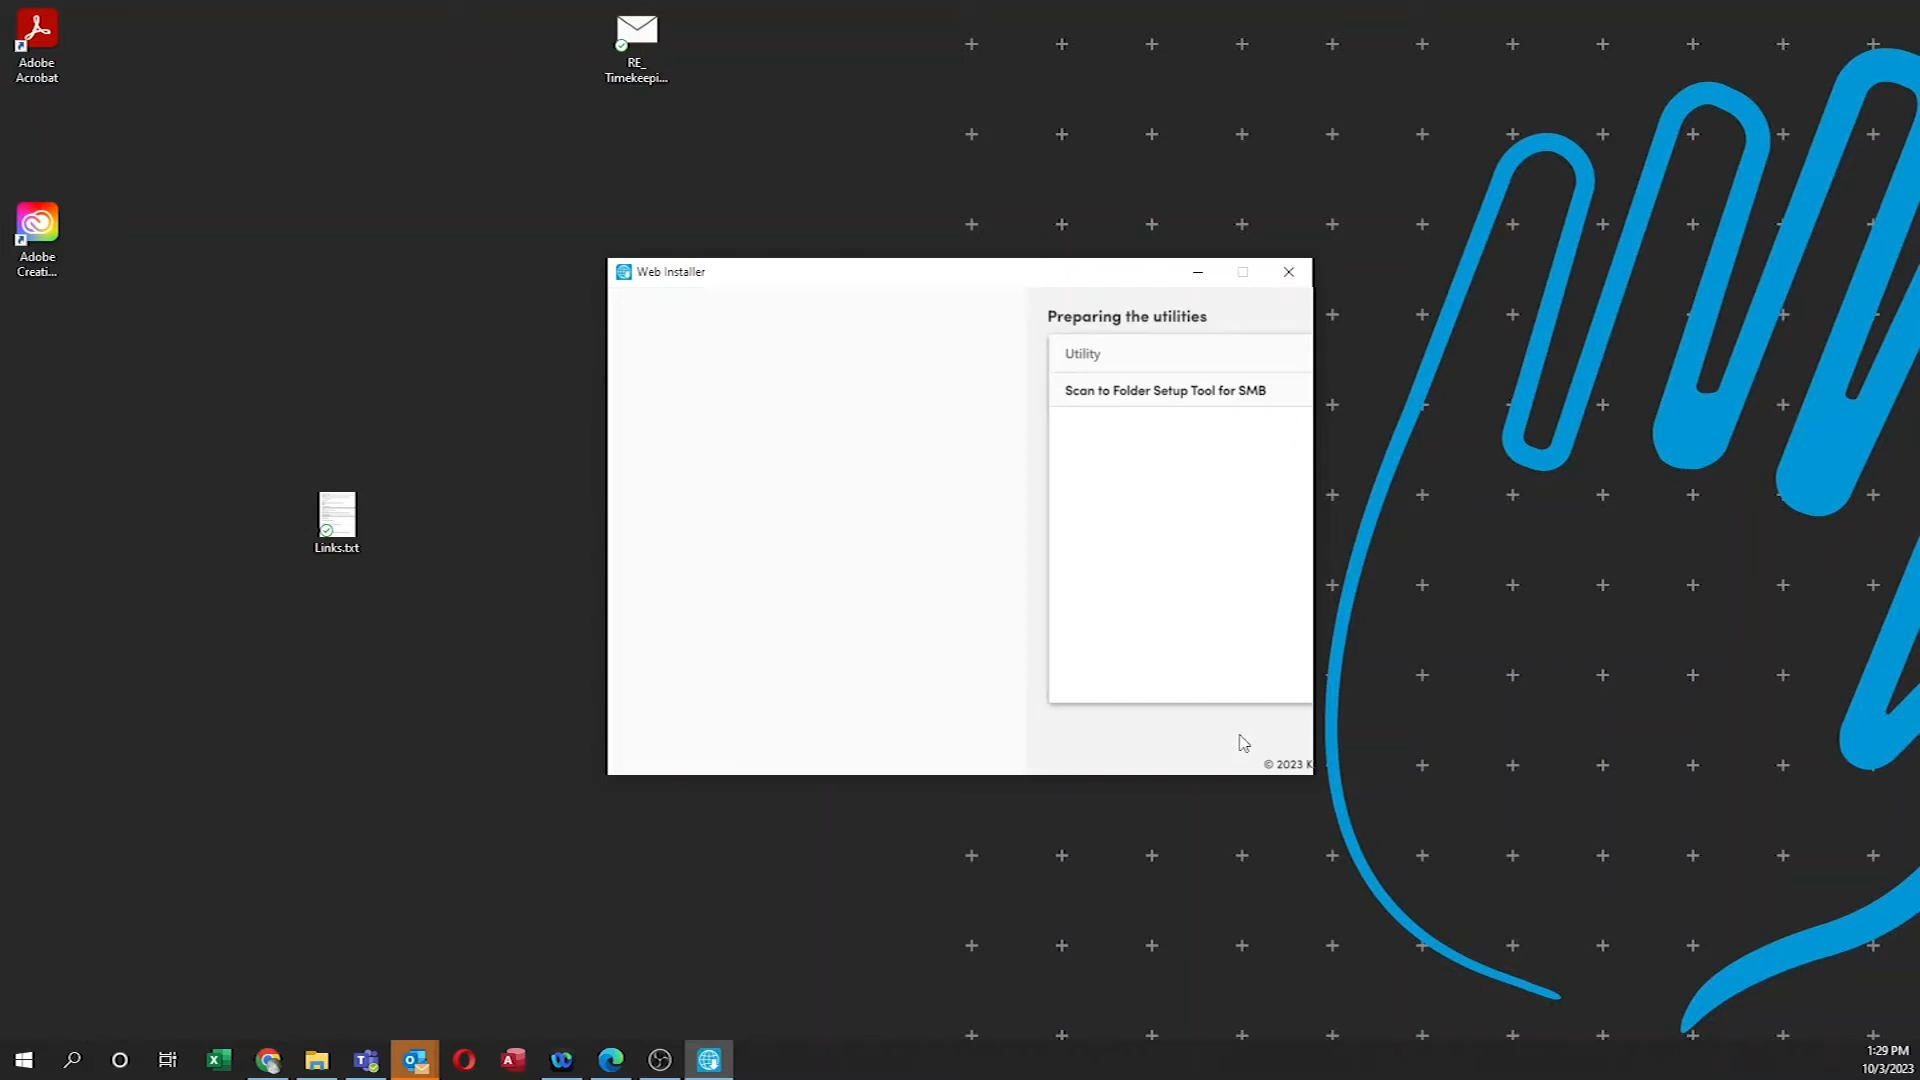 Adobe
Acrobat
RE_
Timekeepi...
Adobe
Creati...
Links.txt
Web Installer
Preparing the utilities
Utility
Scan to Folder Setup Tool for SMB
© 2023 K
1:29 PM
10/3/2023